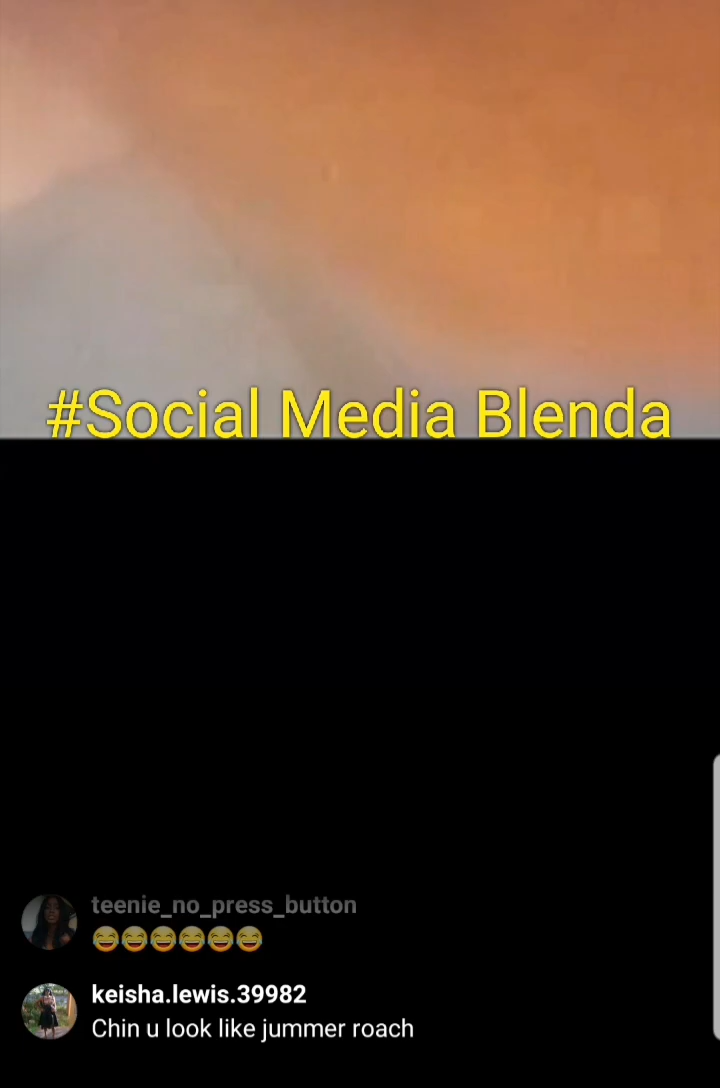 #Social Media Blenda
teenie_no_press_button
😂😂😂😂😂😂
keisha.lewis.39982
Chin u look like jummer roach